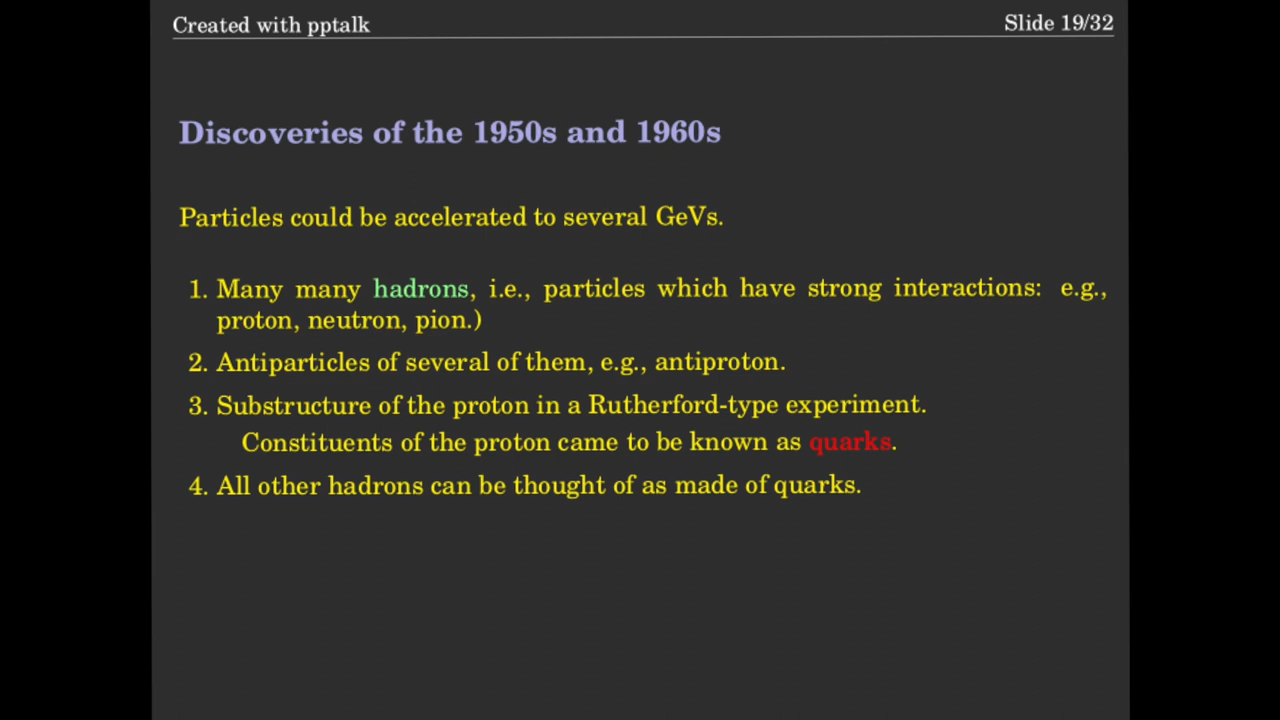 Created with pptalk
Slide 19/32
Discoveries of the 1950s and 1960s
Particles could be accelerated to several GeVs.
1. Many many hadrons, i.e., particles which have strong interactions: e.g.,
proton, neutron, pion.)
2. Antiparticles of several of them, e.g., antiproton.
3. Substructure of the proton in a Rutherford-type experiment.
Constituents of the proton came to be known as quarks.
4. All other hadrons can be thought of as made of quarks.